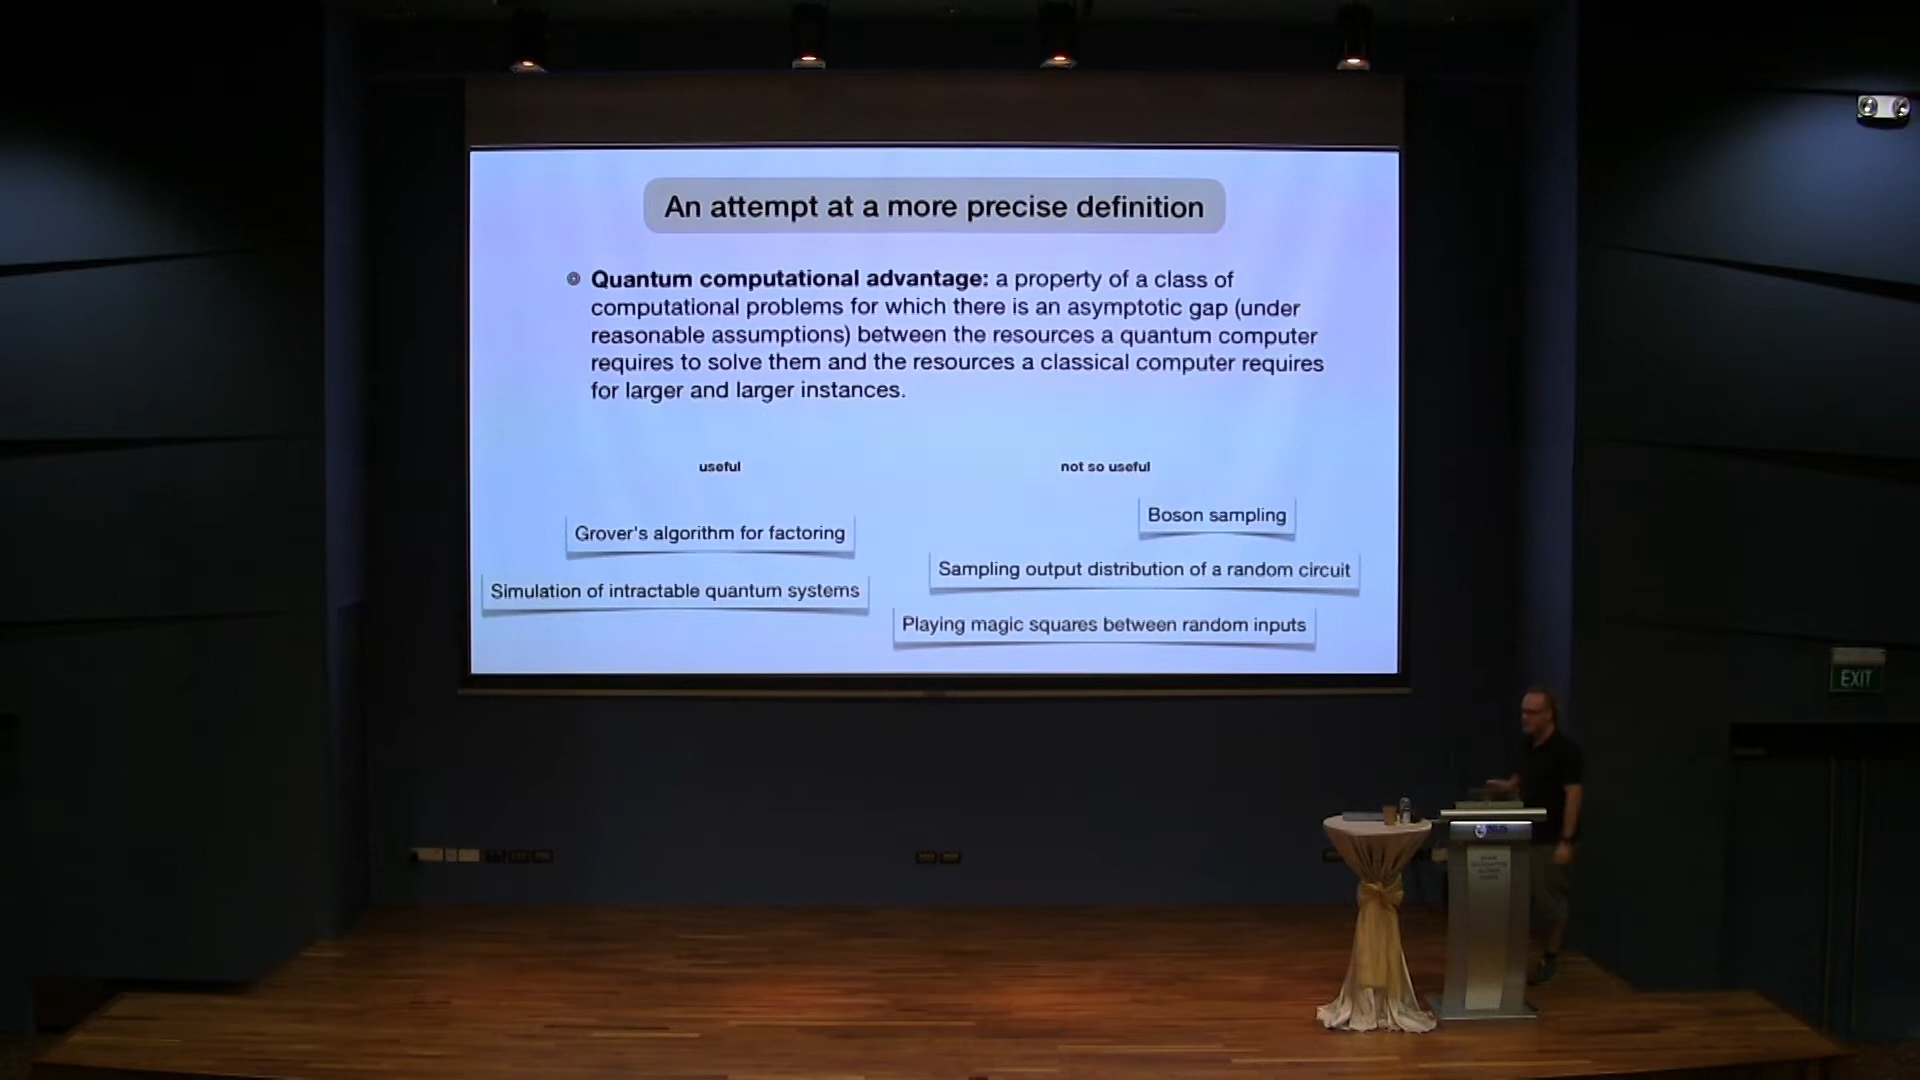 An attempt at a more precise definition
Quantum computational advantage: a property of a class of
computational problems for which there is an asymptotic gap (under
reasonable assumptions) between the resources a quantum computer
requires to solve them and the resources a classical computer requires
for larger and larger instances.
useful
not so useful
Boson sampling
Grover's algorithm for factoring
Sampling output distribution of a random circuit
Simulation of intractable quantum systems
Playing magic squares between random inputs
EXIT